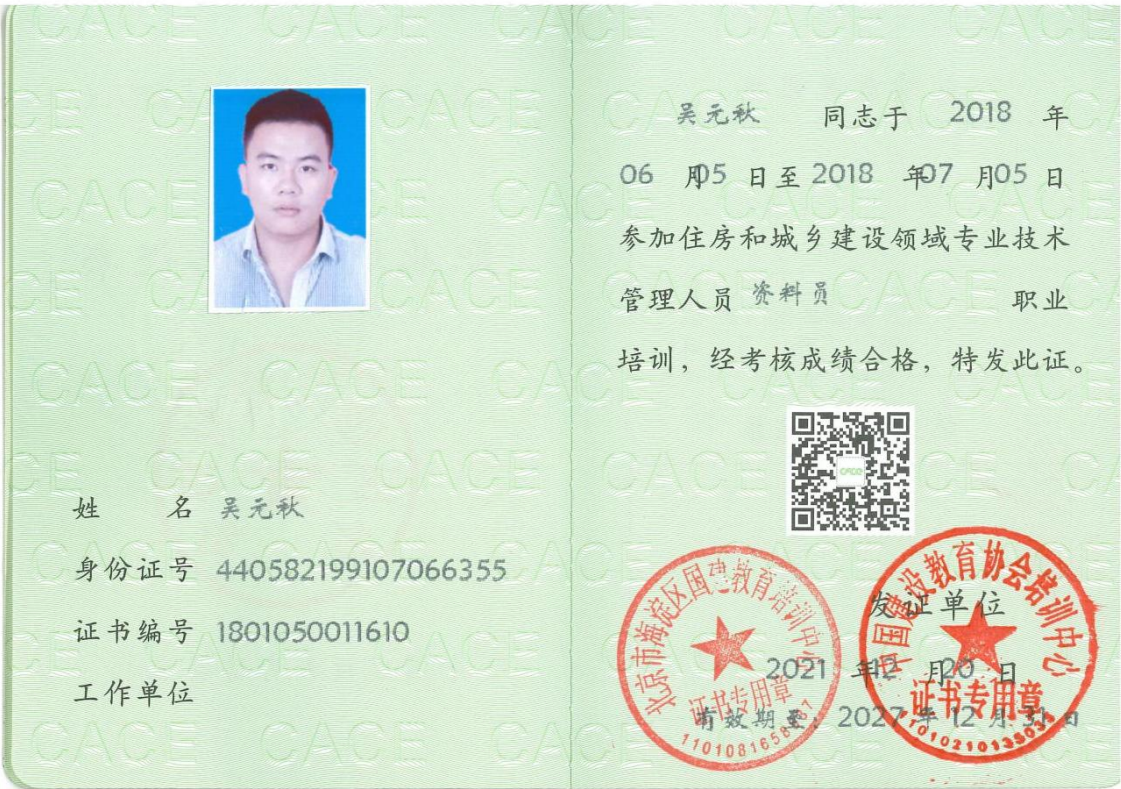 吴元秋 同志于 2018 年
06 月05 日至 2018 年07 月05 日
参加住房和城乡建设领域专业技术
管理人员 资料员 职业
培训，经考核成绩合格，特发此证。
姓 名 吴元秋
身份证号 440582199107066355
证书编号 1801050011610
工作单位
北京市海淀区国建教育培训中心
证书专用章
中国建设教育协会培训中心
证书专用章
发证单位
2021 年12 月20 日
有效期至：2027 年 12 月 31 日
CACE